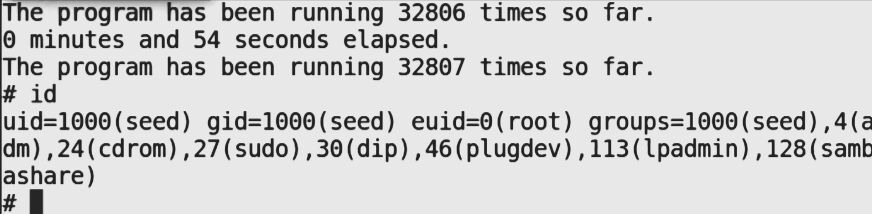 The program has been running 32806 times so far.
0 minutes and 54 seconds elapsed.
The program has been running 32807 times so far.
# id
uid=1000(seed) gid=1000(seed) euid=0(root) groups=1000(seed),4(a
dm),24(cdrom),27(sudo),30(dip),46(plugdev),113(lpadmin),128(samb
ashare)
#